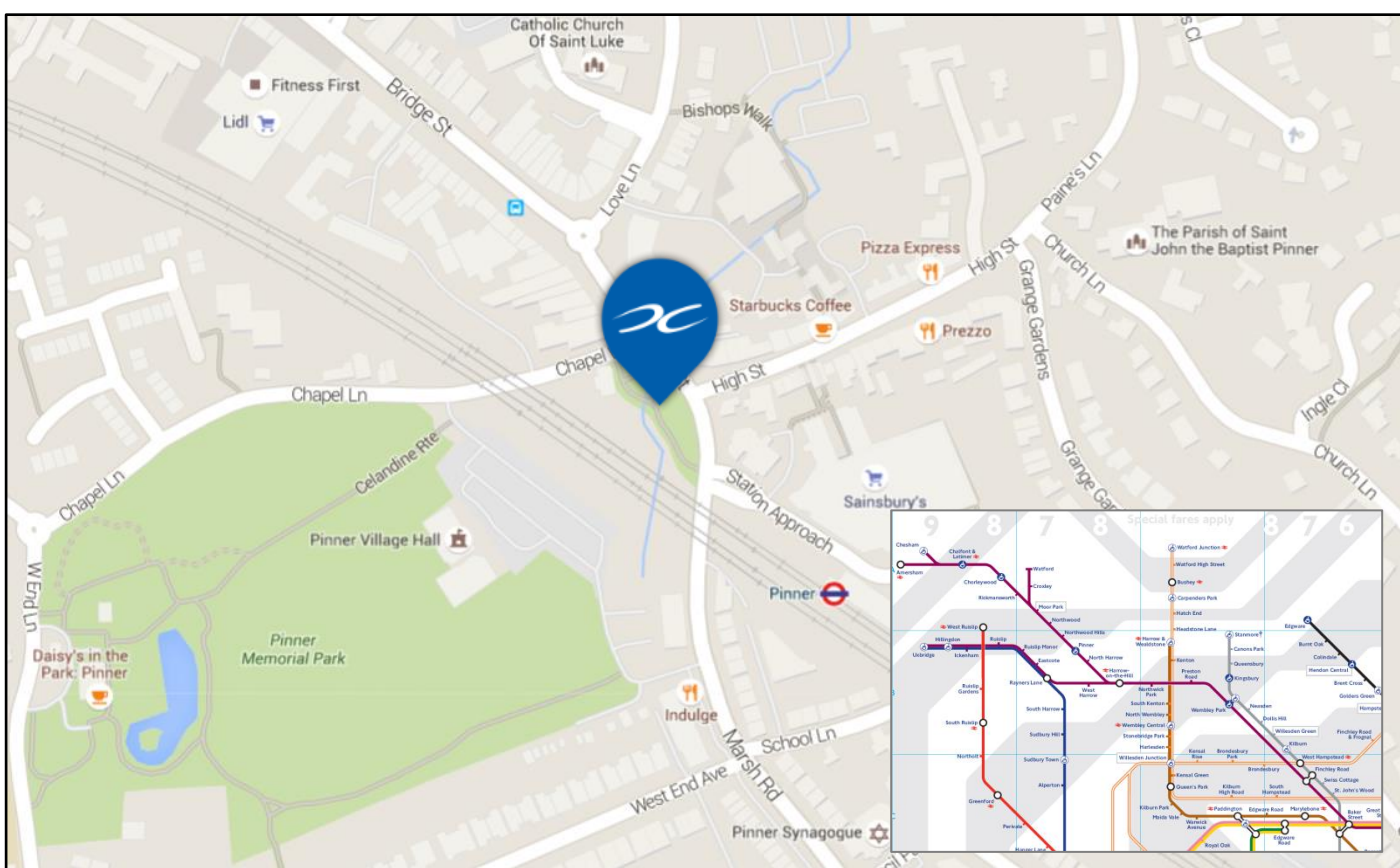 Catholic Church
Of Saint Luke
Fitness First
Lidl
Bridge St
Bishops Walk
Love Ln
Paine's Ln
The Parish of Saint
John the Baptist Pinner
Pizza Express
High St
Church Ln
Starbucks Coffee
Prezzo
Grange Gardens
Chapel
High St
Chapel Ln
Ingle Cl
Celandine Rte
Church Ln
Chapel Ln
Station Approach
Sainsbury's
Grange Ga
Pinner Village Hall
W End Ln
Pinner
Pinner
Memorial Park
Daisy's in the
Park: Pinner
Indulge
School Ln
Marsh Rd
West End Ave
Pinner Synagogue
9
8
7
8
Special fares apply
8
7
6
Chesham
Chalfont &
Latimer
Amersham
Chorleywood
Rickmansworth
Watford
Croxley
Moor Park
Northwood
Northwood Hills
Pinner
North Harrow
Harrow-
on-the-Hill
West Ruislip
Hillingdon
Ruislip
Uxbridge
Ickenham
Ruislip Manor
Eastcote
Rayners Lane
West
Harrow
Ruislip
Gardens
South Ruislip
Northolt
Greenford
Perivale
Hanger Lane
South Harrow
Sudbury Hill
Sudbury Town
Alperton
Watford Junction
Watford High Street
Bushey
Carpenders Park
Hatch End
Headstone Lane
Harrow &
Wealdstone
Kenton
Preston
Road
Northwick
Park
South Kenton
North Wembley
Wembley Central
Stonebridge Park
Harlesden
Willesden Junction
Kensal Green
Queen's Park
Kilburn Park
Maida Vale
Warwick
Avenue
Royal Oak
Stanmore
Canons Park
Queensbury
Kingsbury
Wembley Park
Neasden
Dollis Hill
Willesden Green
Kilburn
West Hampstead
Finchley Road
Swiss Cottage
St. John's Wood
Edgware
Burnt Oak
Colindale
Hendon Central
Brent Cross
Golders Green
Hampste
Finchley Road
& Frognal
Kensal
Rise
Brondesbury
Park
Brondesbury
Kilburn
High Road
South
Hampstead
Paddington
Edgware Road
Marylebone
Baker
Street
Great
Edgware
Road